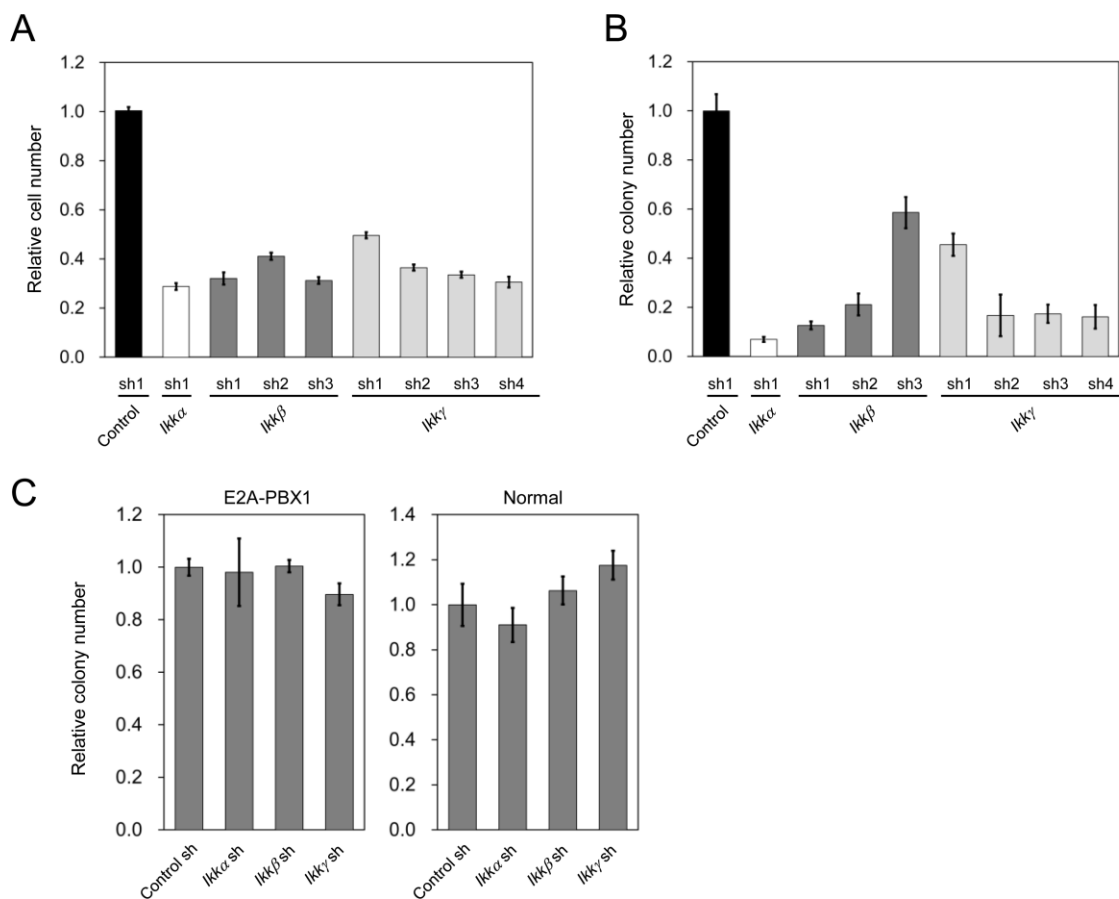 A
Relative cell number
1.2
1.0
0.8
0.6
0.4
0.2
0.0
sh1 sh1 sh1 sh2 sh3 sh1 sh2 sh3 sh4
Control Ikkα Ikkβ Ikkγ
B
Relative colony number
1.2
1.0
0.8
0.6
0.4
0.2
0.0
sh1 sh1 sh1 sh2 sh3 sh1 sh2 sh3 sh4
Control Ikkα Ikkβ Ikkγ
C
E2A-PBX1
Relative colony number
1.2
1.0
0.8
0.6
0.4
0.2
0.0
Control sh Ikkα sh Ikkβ sh Ikkγ sh
Normal
1.4
1.2
1.0
0.8
0.6
0.4
0.2
0.0
Control sh Ikkα sh Ikkβ sh Ikkγ sh